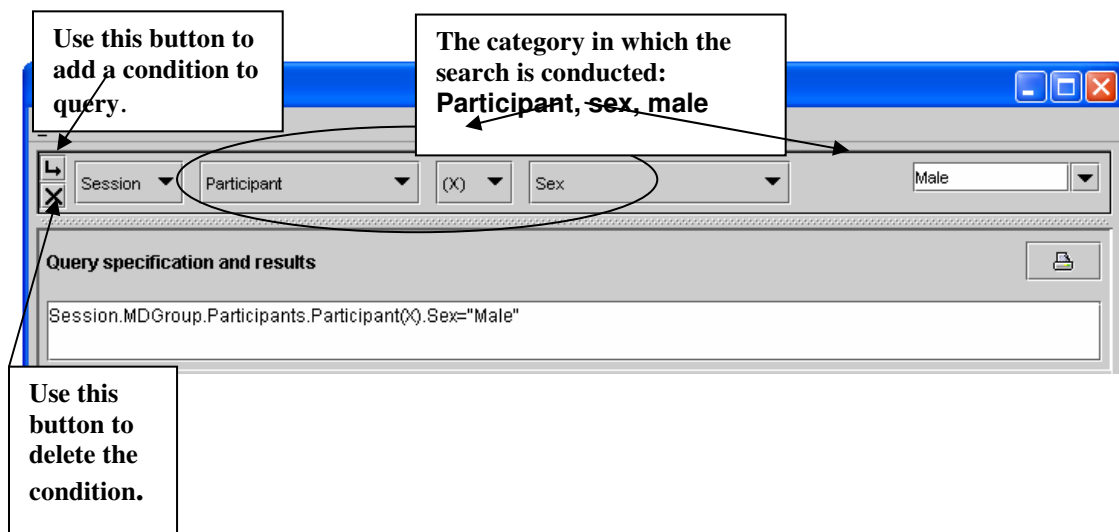 Use this button to
add a condition to
query.
The category in which the
search is conducted:
Participant, sex, male
Session
Participant
(X)
Sex
Male
Query specification and results
Session.MDGroup.Participants.Participant(X).Sex="Male"
Use this
button to
delete the
condition.